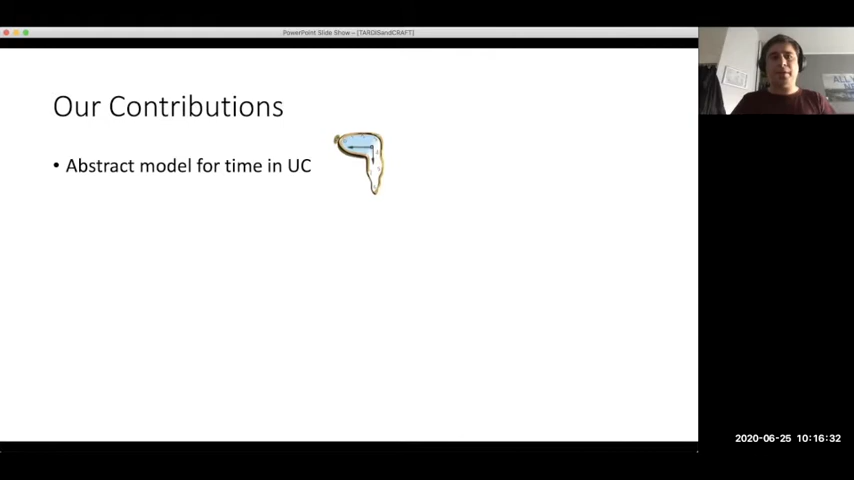 PowerPoint Slide Show – [TARDISandCRAFT]
Our Contributions
• Abstract model for time in UC
2020-06-25 10:16:32